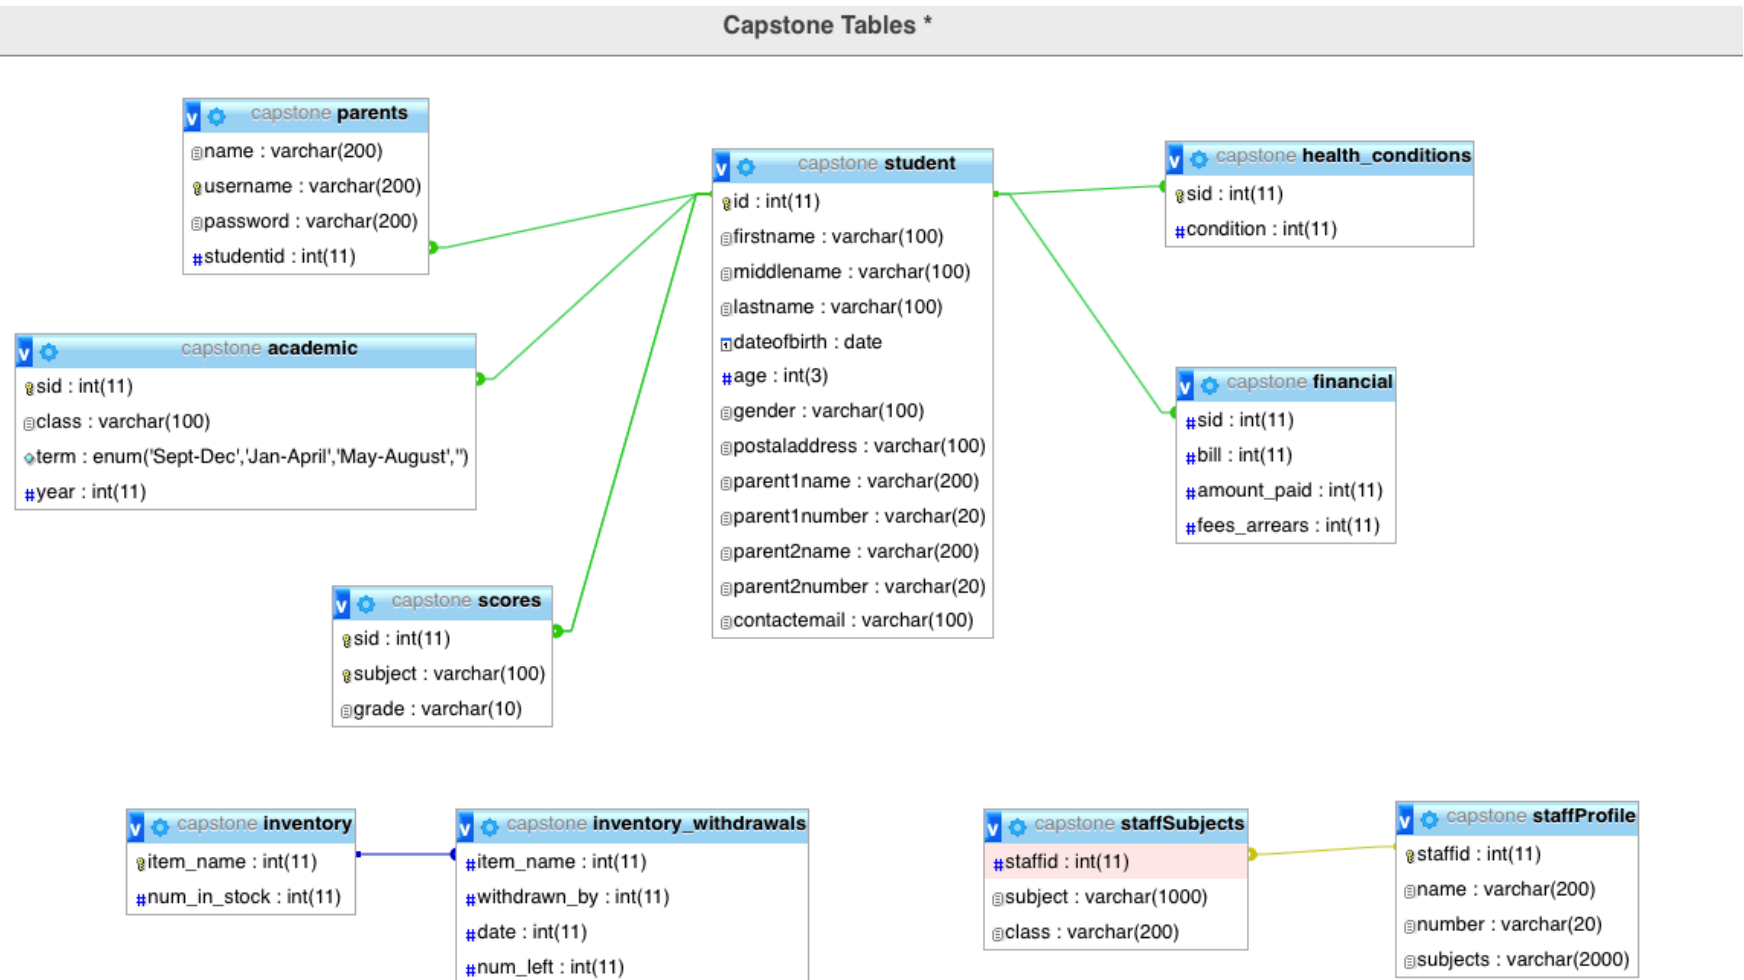 Capstone Tables *
v capstone parents
name : varchar(200)
username : varchar(200)
password : varchar(200)
#studentid : int(11)
v capstone student
id : int(11)
firstname : varchar(100)
middlename : varchar(100)
lastname : varchar(100)
dateofbirth : date
#age : int(3)
gender : varchar(100)
postaladdress : varchar(100)
parent1name : varchar(200)
parent1number : varchar(20)
parent2name : varchar(200)
parent2number : varchar(20)
contactemail : varchar(100)
v capstone health_conditions
sid : int(11)
#condition : int(11)
v capstone academic
sid : int(11)
class : varchar(100)
term : enum('Sept-Dec','Jan-April','May-August','')
#year : int(11)
v capstone financial
#sid : int(11)
#bill : int(11)
#amount_paid : int(11)
#fees_arrears : int(11)
v capstone scores
sid : int(11)
subject : varchar(100)
grade : varchar(10)
v capstone inventory
item_name : int(11)
#num_in_stock : int(11)
v capstone inventory_withdrawals
#item_name : int(11)
#withdrawn_by : int(11)
#date : int(11)
#num_left : int(11)
v capstone staffSubjects
#staffid : int(11)
subject : varchar(1000)
class : varchar(200)
v capstone staffProfile
staffid : int(11)
name : varchar(200)
number : varchar(20)
subjects : varchar(2000)